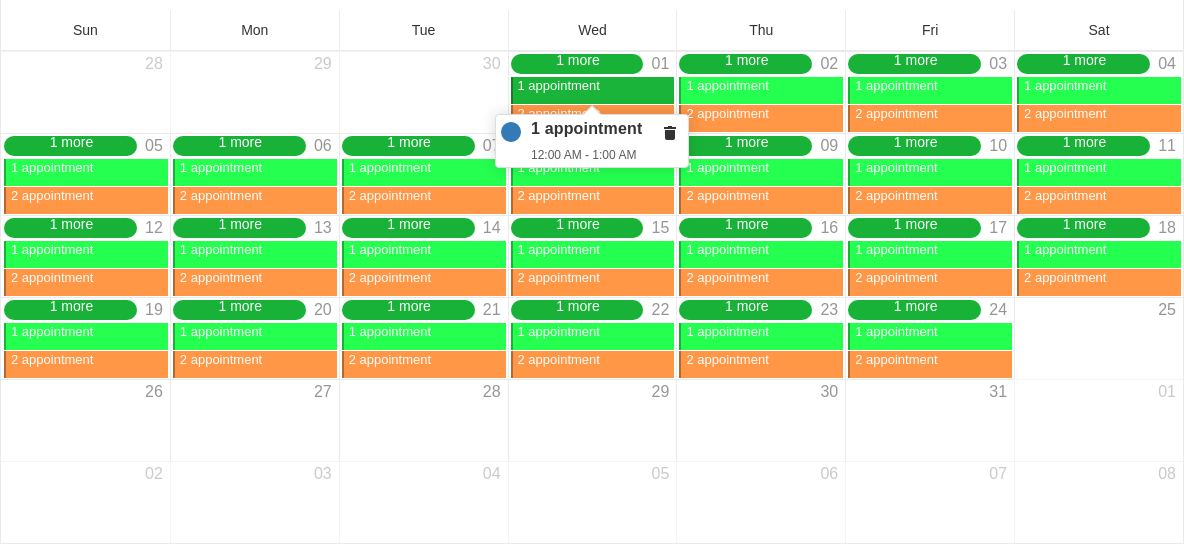 Sun Mon Tue Wed Thu Fri Sat
28 29 30 1 more 01 1 more 02 1 more 03 1 more 04
1 appointment 1 appointment 1 appointment 1 appointment
2 appointment 2 appointment 2 appointment 2 appointment
1 appointment
12:00 AM - 1:00 AM
1 more 05 1 more 06 1 more 1 more 09 1 more 10 1 more 11
1 appointment 1 appointment 1 appointment 1 appointment 1 appointment 1 appointment 1 appointment
2 appointment 2 appointment 2 appointment 2 appointment 2 appointment 2 appointment 2 appointment
1 more 12 1 more 13 1 more 14 1 more 15 1 more 16 1 more 17 1 more 18
1 appointment 1 appointment 1 appointment 1 appointment 1 appointment 1 appointment 1 appointment
2 appointment 2 appointment 2 appointment 2 appointment 2 appointment 2 appointment 2 appointment
1 more 19 1 more 20 1 more 21 1 more 22 1 more 23 1 more 24 25
1 appointment 1 appointment 1 appointment 1 appointment 1 appointment 1 appointment
2 appointment 2 appointment 2 appointment 2 appointment 2 appointment 2 appointment
26 27 28 29 30 31 01
02 03 04 05 06 07 08